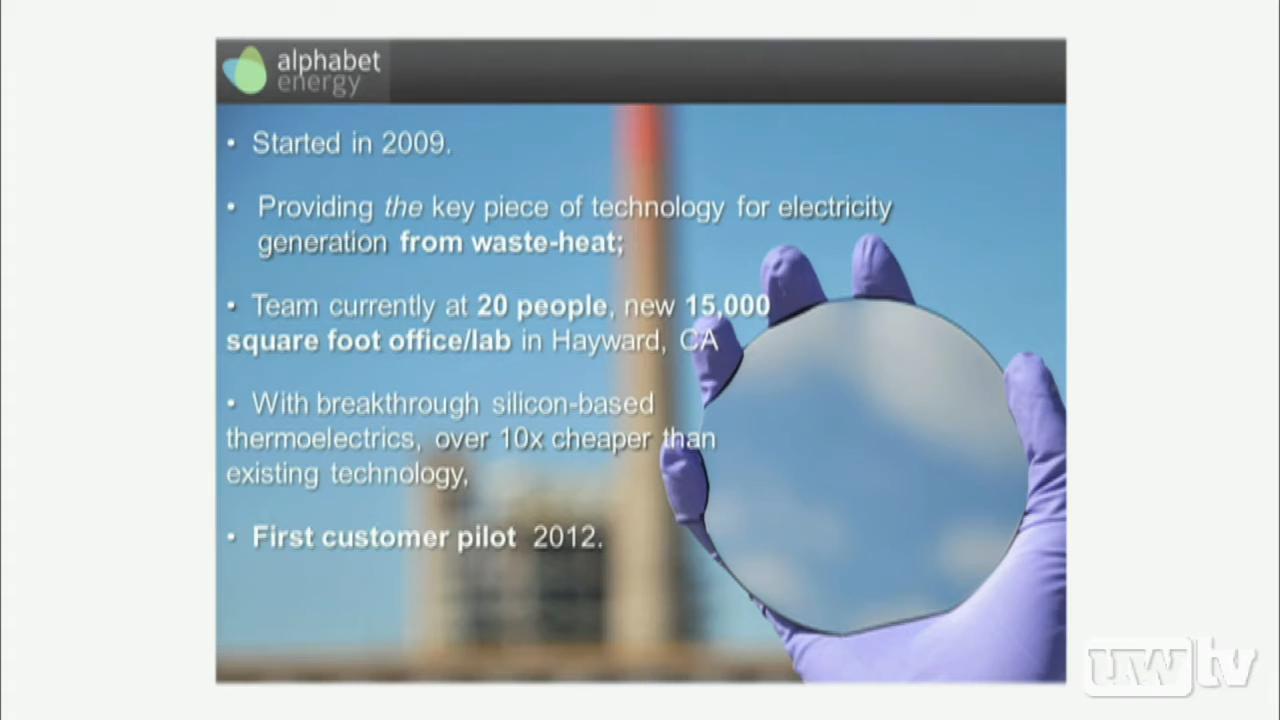 alphabet
energy
• Started in 2009.
• Providing the key piece of technology for electricity
generation from waste-heat;
• Team currently at 20 people, new 15,000
square foot office/lab in Hayward, CA
• With breakthrough silicon-based
thermoelectrics, over 10x cheaper than
existing technology,
• First customer pilot 2012.
uwtv